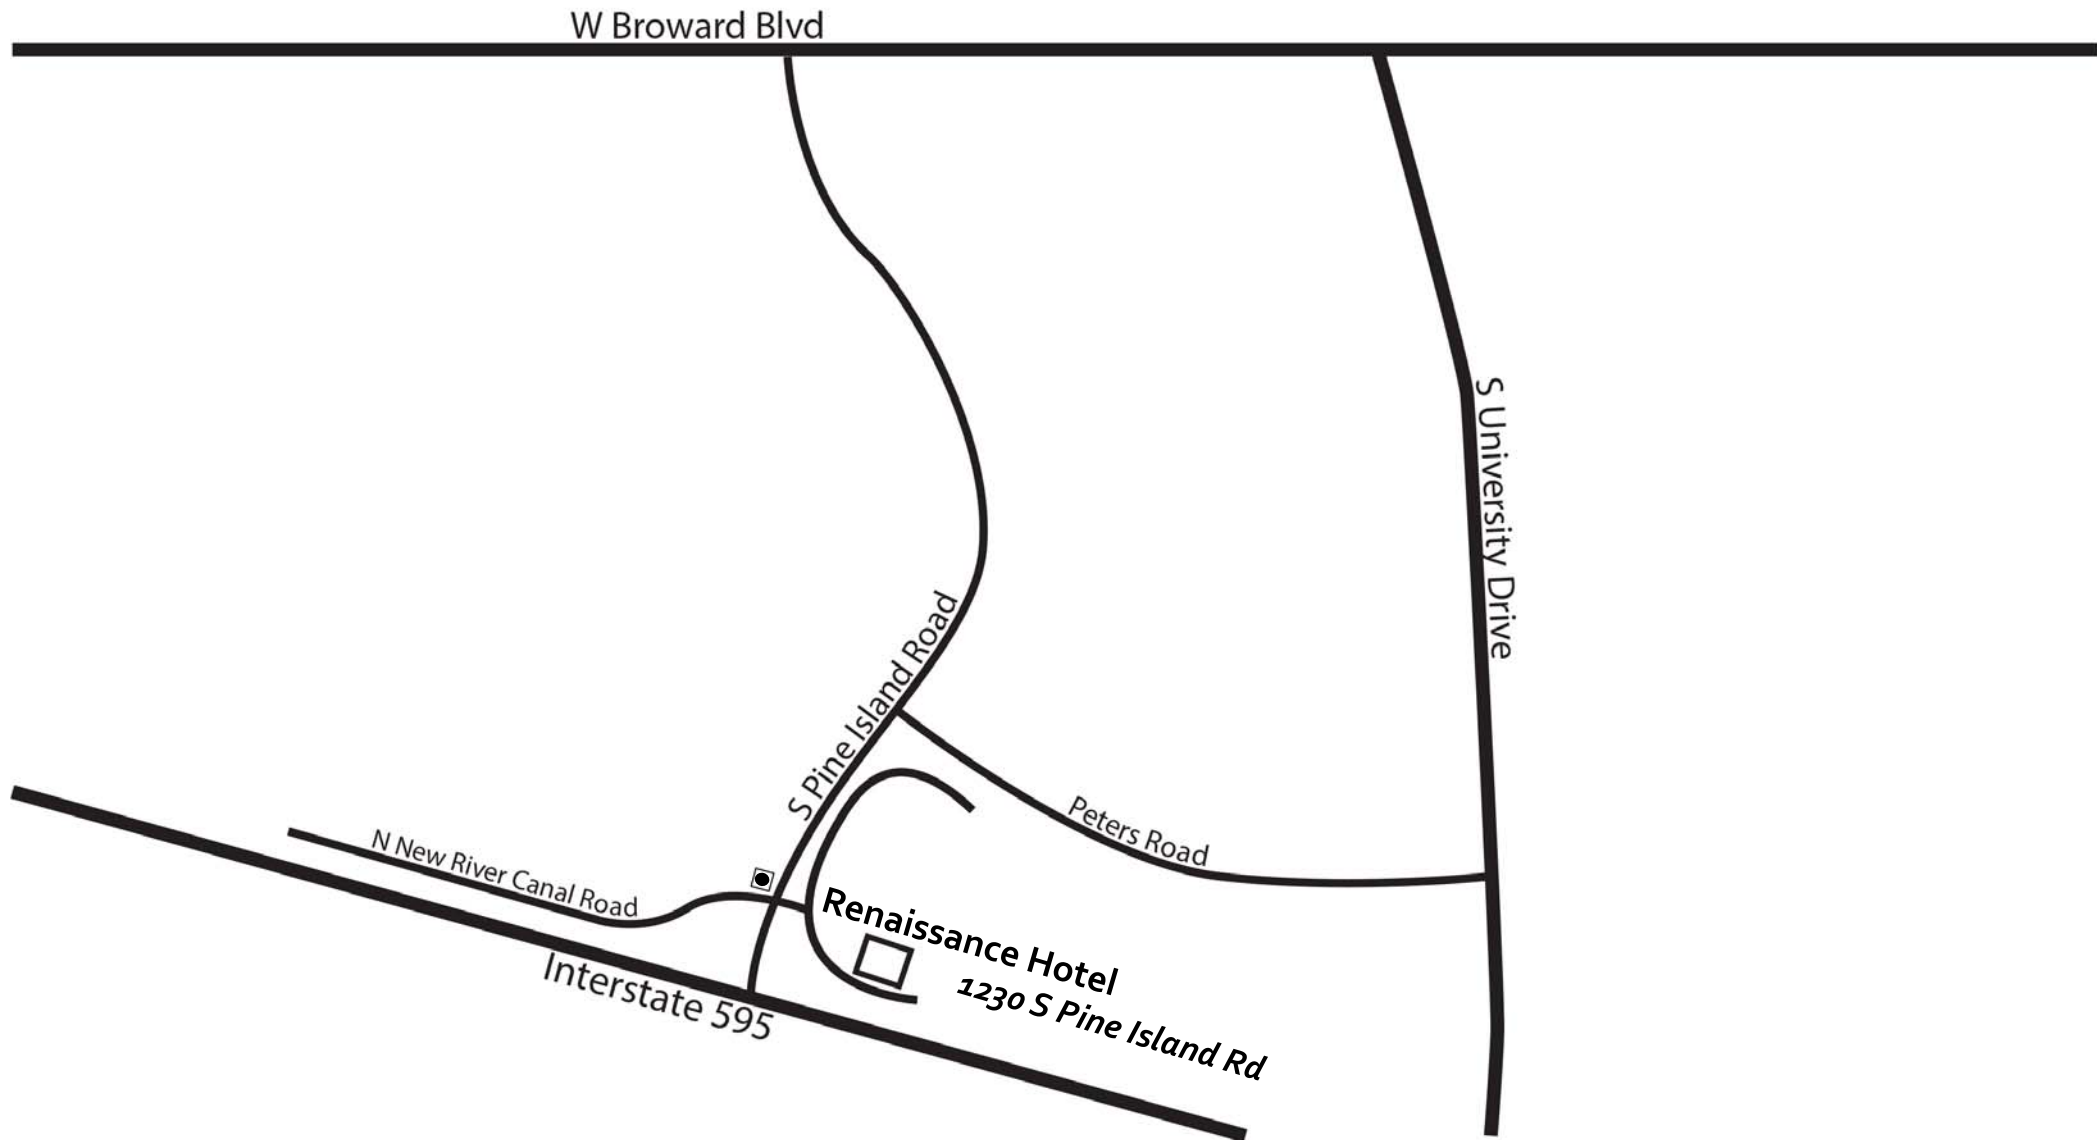 W Broward Blvd
S University Drive
S Pine Island Road
Peters Road
N New River Canal Road
Renaissance Hotel
1230 S Pine Island Rd
Interstate 595